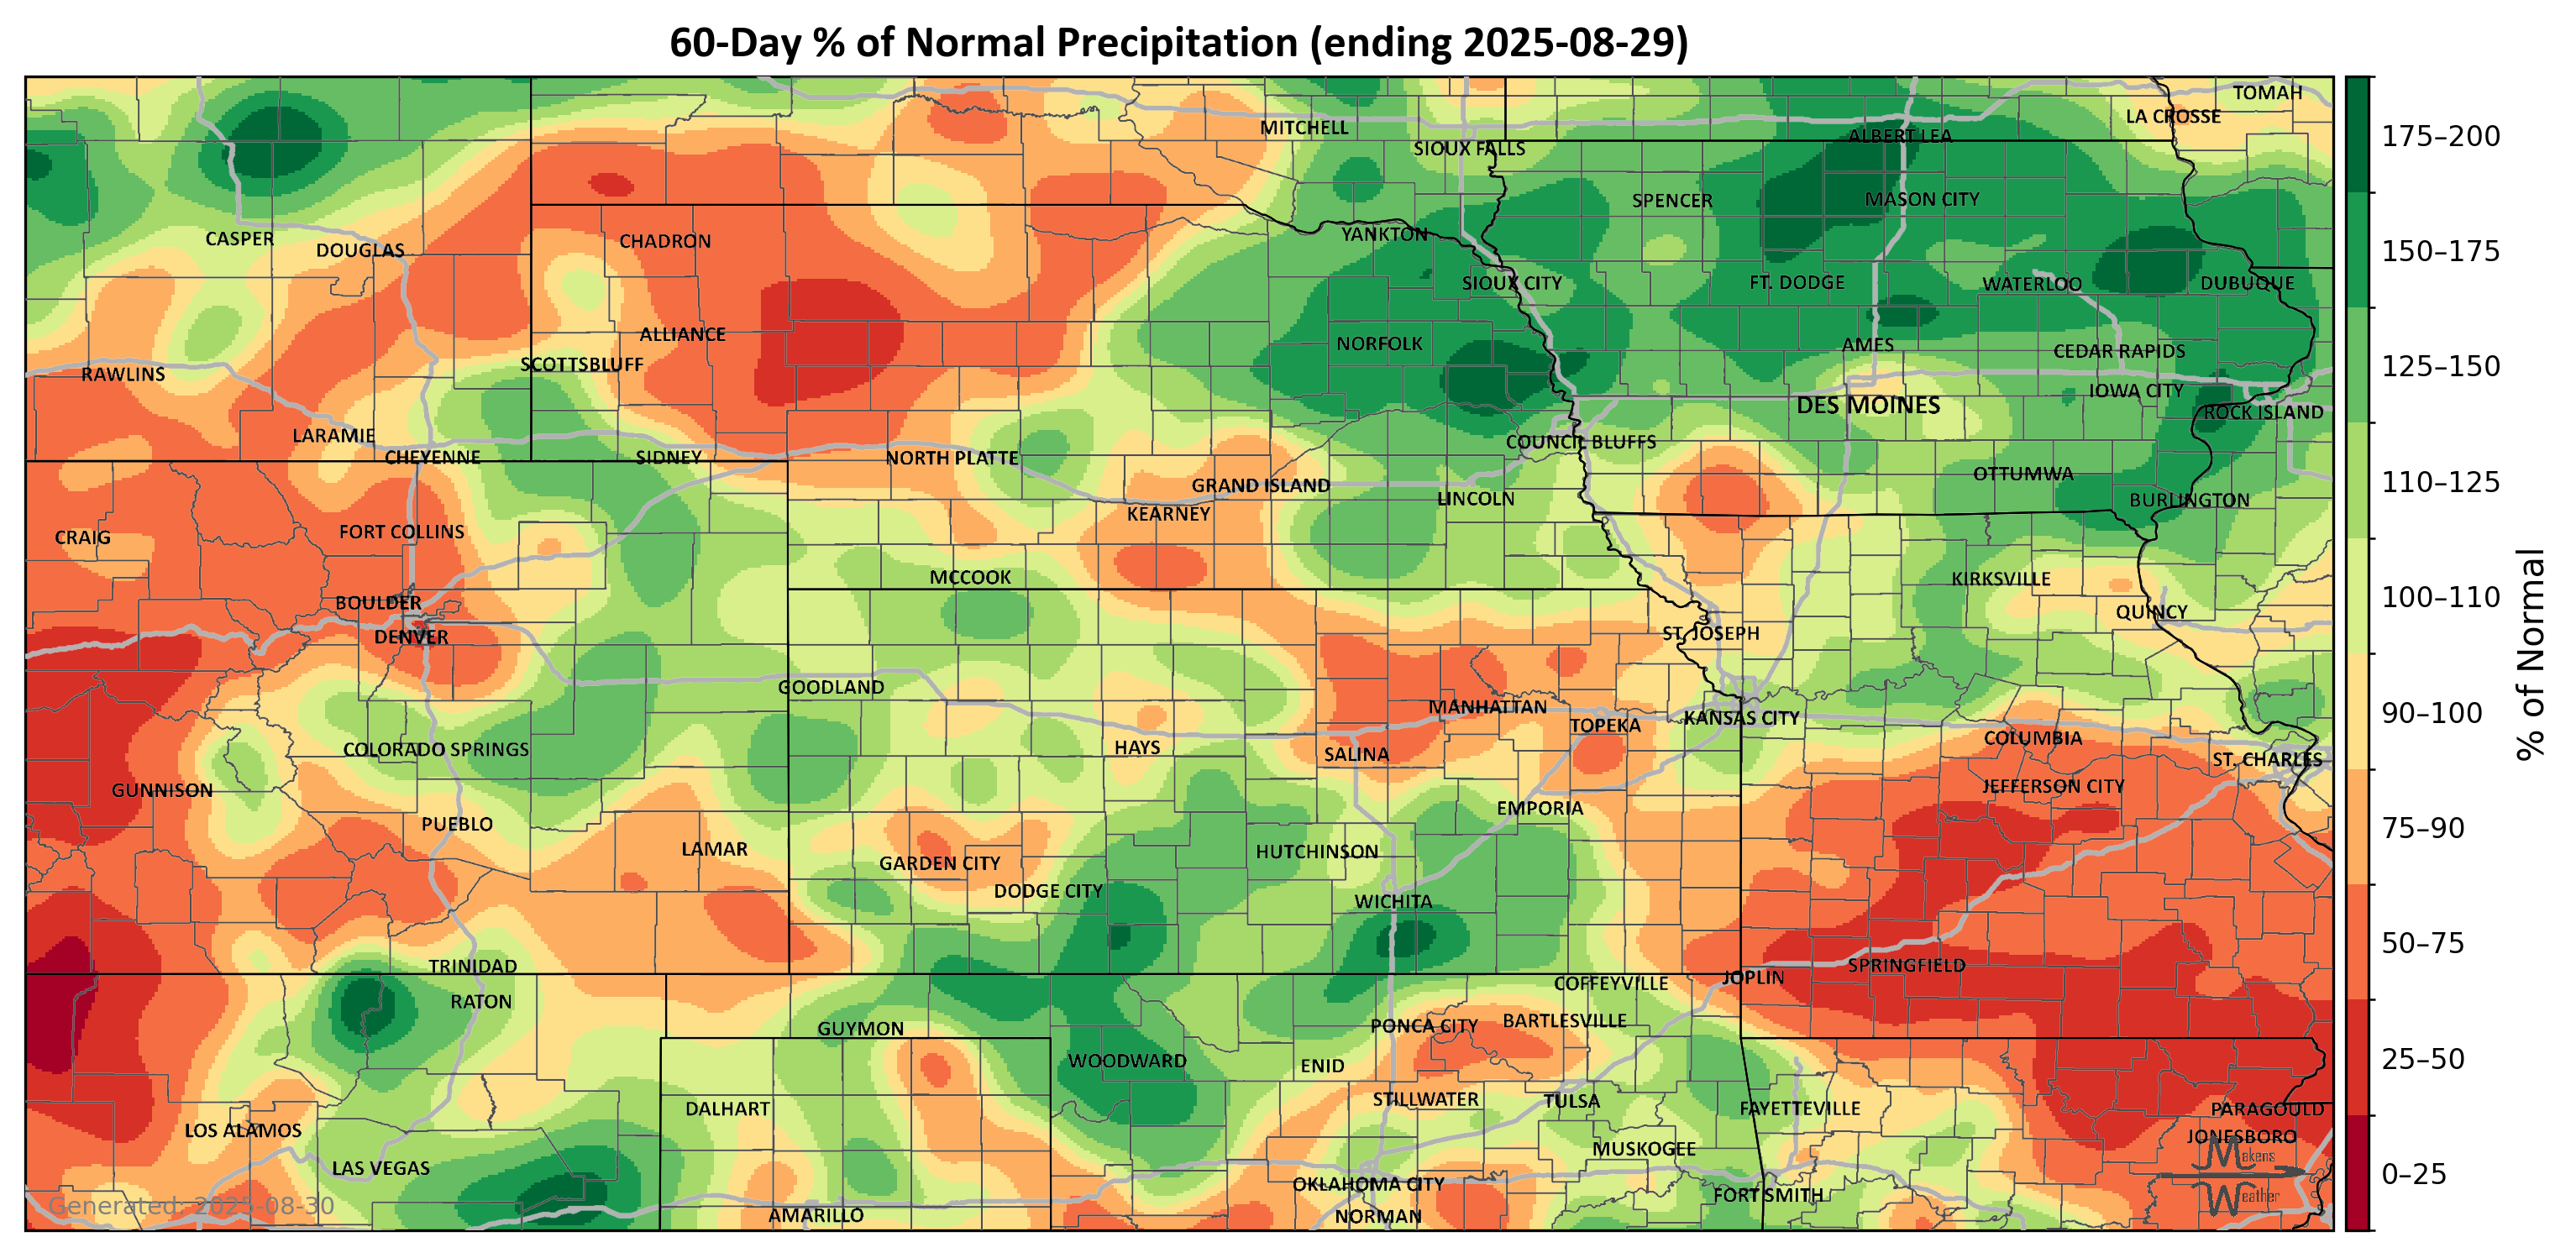 60-Day % of Normal Precipitation (ending 2025-08-29)
TOMAH
LA CROSSE
MITCHELL
ALBERT LEA
SIOUX FALLS
SPENCER
MASON CITY
CASPER
DOUGLAS
CHADRON
YANKTON
SIOUX CITY
FT. DODGE
WATERLOO
DUBUQUE
ALLIANCE
NORFOLK
AMES
CEDAR RAPIDS
SCOTTSBLUFF
RAWLINS
IOWA CITY
DES MOINES
ROCK ISLAND
LARAMIE
COUNCIL BLUFFS
CHEYENNE
SIDNEY
NORTH PLATTE
OTTUMWA
GRAND ISLAND
LINCOLN
BURLINGTON
KEARNEY
FORT COLLINS
CRAIG
MCCOOK
KIRKSVILLE
BOULDER
QUINCY
DENVER
ST. JOSEPH
GOODLAND
MANHATTAN
KANSAS CITY
TOPEKA
COLUMBIA
COLORADO SPRINGS
HAYS
SALINA
ST. CHARLES
GUNNISON
JEFFERSON CITY
EMPORIA
PUEBLO
LAMAR
HUTCHINSON
GARDEN CITY
DODGE CITY
WICHITA
TRINIDAD
SPRINGFIELD
JOPLIN
COFFEYVILLE
RATON
BARTLESVILLE
PONCA CITY
GUYMON
WOODWARD
ENID
STILLWATER
TULSA
DALHART
FAYETTEVILLE
PARAGOULD
LOS ALAMOS
JONESBORO
MUSKOGEE
Makens
LAS VEGAS
OKLAHOMA CITY
FORT SMITH
Weather
Generated: 2025-08-30
AMARILLO
NORMAN
175–200
150–175
125–150
110–125
100–110
90–100
75–90
50–75
25–50
0–25
% of Normal